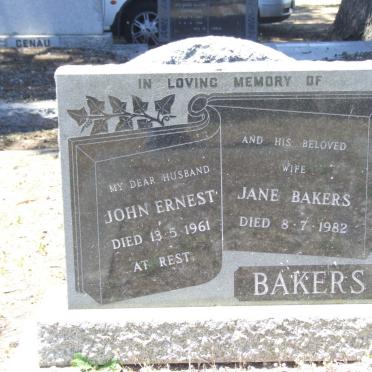 GENAU
IN LOVING MEMORY OF
MY DEAR HUSBAND
JOHN ERNEST
DIED 13·5·1961
AT REST.
AND HIS BELOVED
WIFE
JANE BAKERS
DIED 8·7·1982
BAKERS